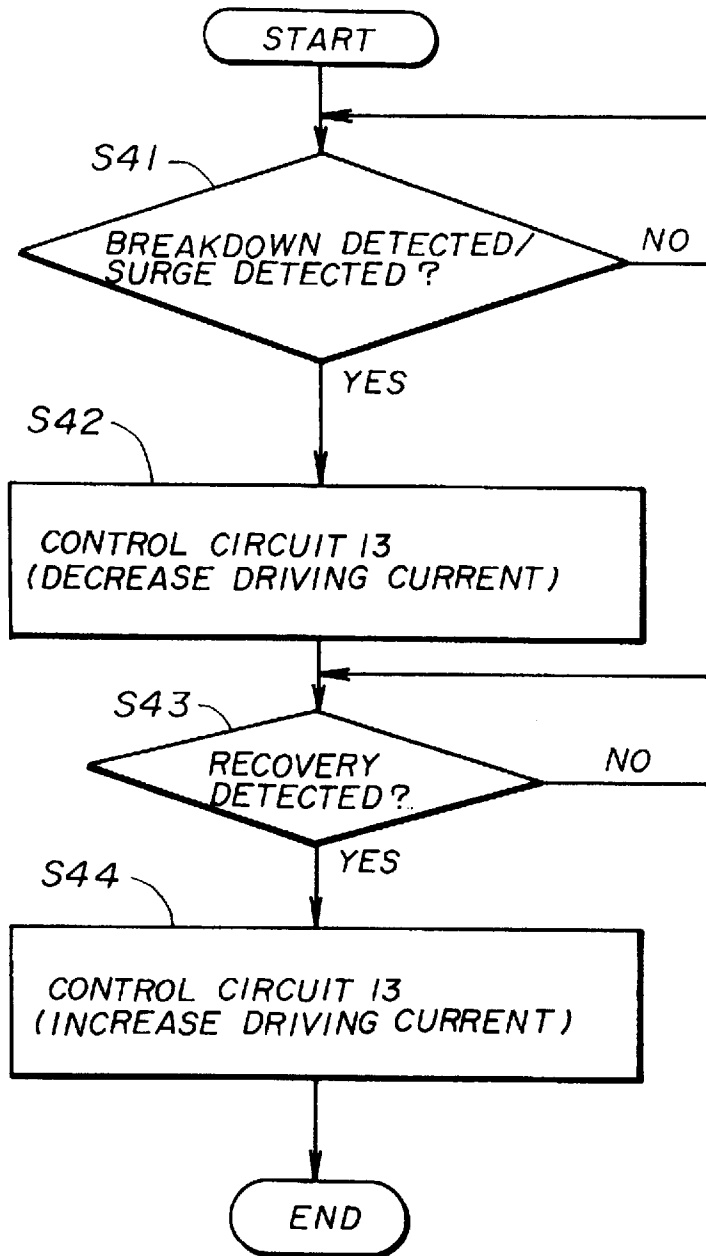 START
S41
BREAKDOWN DETECTED/
SURGE DETECTED?
NO
YES
S42
CONTROL CIRCUIT 13
(DECREASE DRIVING CURRENT)
S43
RECOVERY
DETECTED?
NO
YES
S44
CONTROL CIRCUIT 13
(INCREASE DRIVING CURRENT)
END